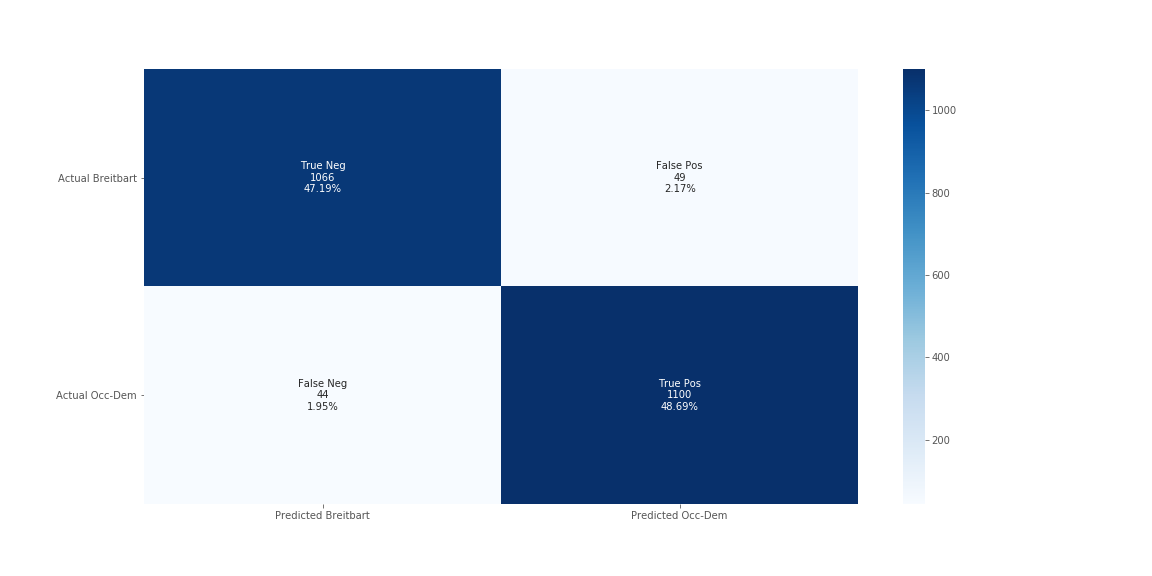 True Neg
1066
47.19%
False Pos
49
2.17%
Actual Breitbart
False Neg
44
1.95%
True Pos
1100
48.69%
Actual Occ-Dem
Predicted Breitbart
Predicted Occ-Dem
1000
800
600
400
200